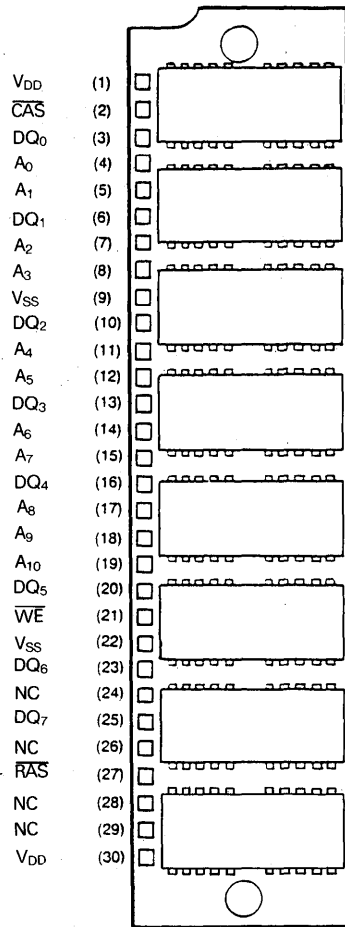 V_DD (1)
C̅A̅S̅ (2)
DQ₀ (3)
A₀ (4)
A₁ (5)
DQ₁ (6)
A₂ (7)
A₃ (8)
V_SS (9)
DQ₂ (10)
A₄ (11)
A₅ (12)
DQ₃ (13)
A₆ (14)
A₇ (15)
DQ₄ (16)
A₈ (17)
A₉ (18)
A₁₀ (19)
DQ₅ (20)
W̅E̅ (21)
V_SS (22)
DQ₆ (23)
NC (24)
DQ₇ (25)
NC (26)
R̅A̅S̅ (27)
NC (28)
NC (29)
V_DD (30)